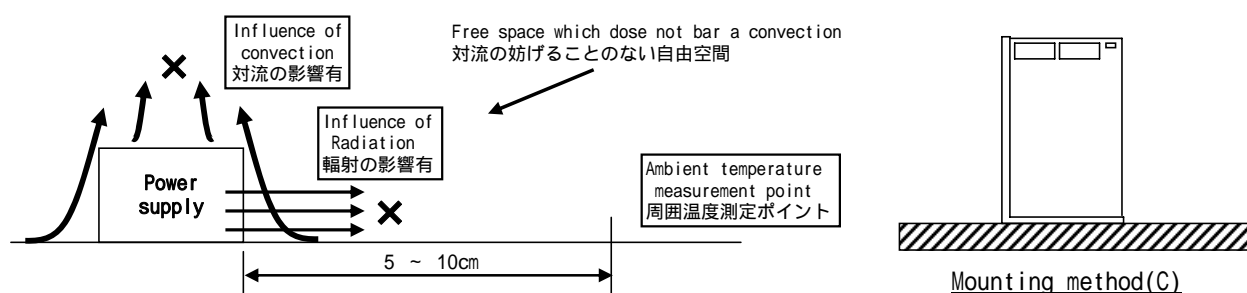 Influence of
convection
対流の影響有
Free space which dose not bar a convection
対流の妨げることのない自由空間
Influence of
Radiation
輻射の影響有
Power
supply
Ambient temperature
measurement point
周囲温度測定ポイント
5 ~ 10cm
Mounting method(C)